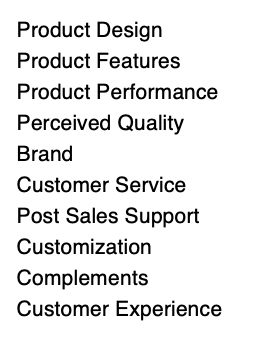 Product Design
Product Features
Product Performance
Perceived Quality
Brand
Customer Service
Post Sales Support
Customization
Complements
Customer Experience